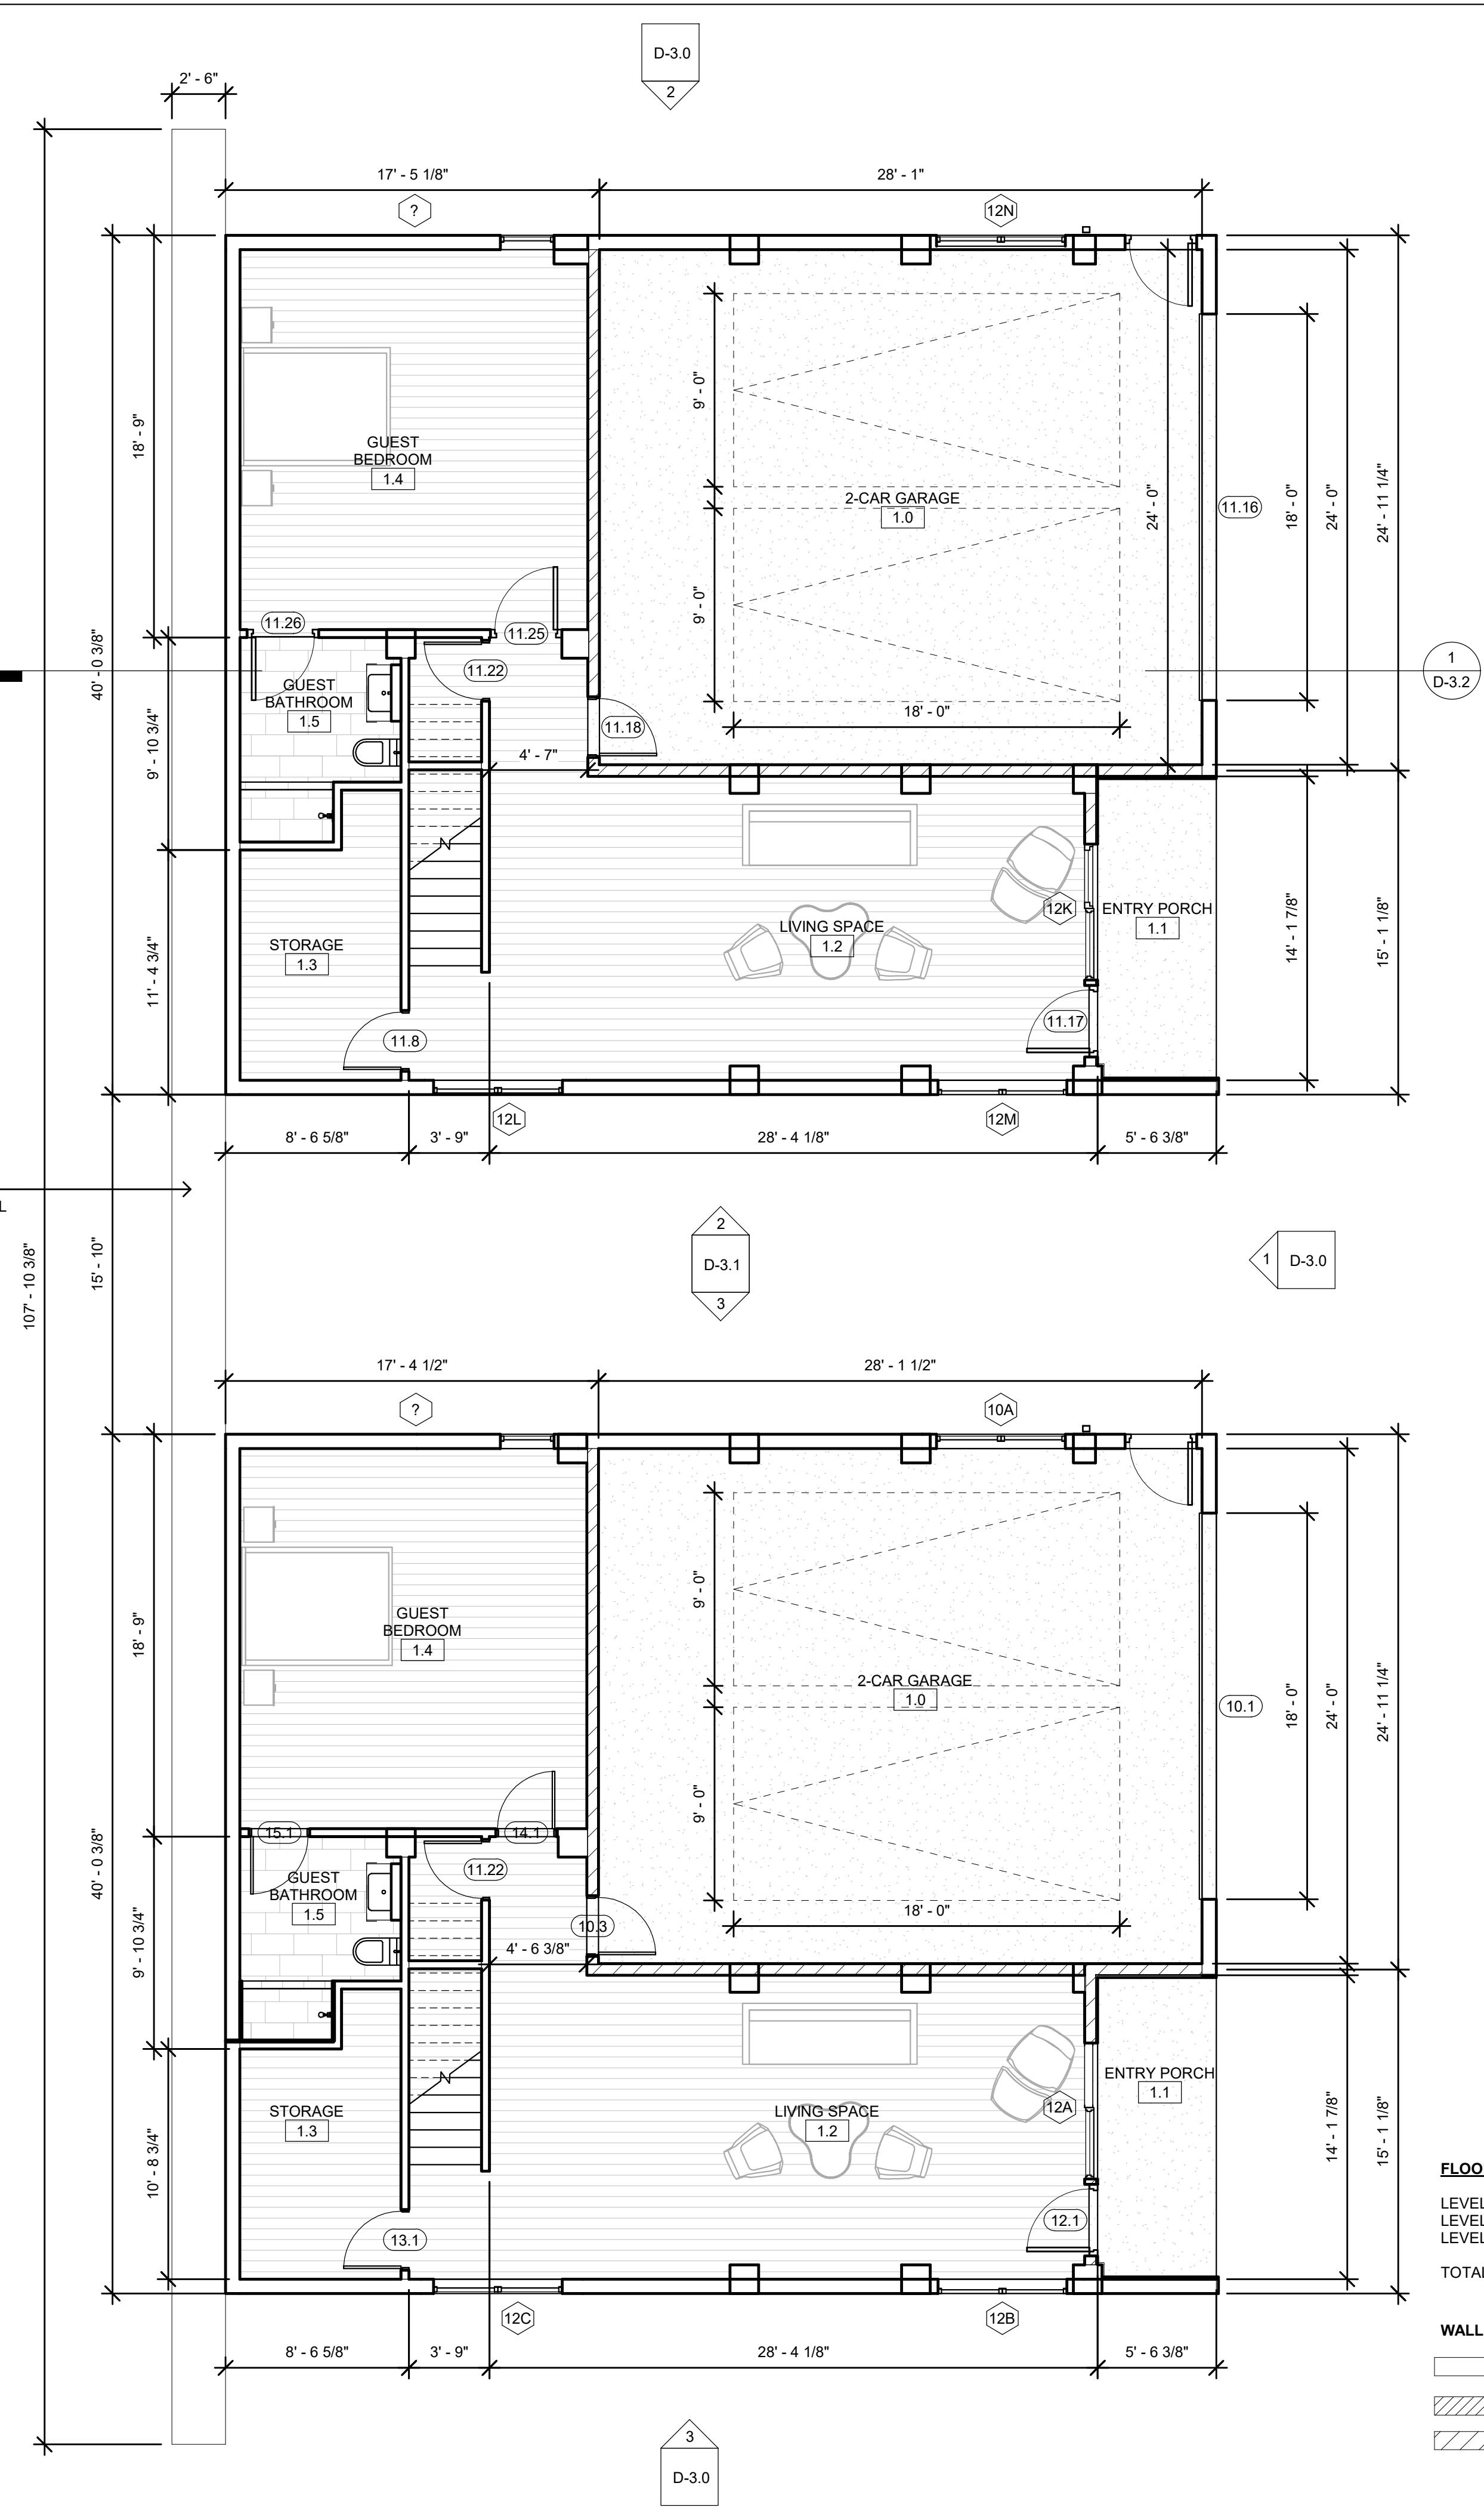 D-3.0
2
2' - 6"
17' - 5 1/8"
28' - 1"
?
12N
18' - 9"
9' - 0"
GUEST
BEDROOM
1.4
2-CAR GARAGE
1.0
24' - 0"
11.16
18' - 0"
24' - 0"
24' - 11 1/4"
9' - 0"
11.26
11.25
40' - 0 3/8"
11.22
1
D-3.2
GUEST
BATHROOM
1.5
9' - 10 3/4"
18' - 0"
11.18
4' - 7"
12K
ENTRY PORCH
1.1
LIVING SPACE
1.2
STORAGE
1.3
11' - 4 3/4"
14' - 1 7/8"
15' - 1 1/8"
11.8
11.17
12L
12M
8' - 6 5/8"
3' - 9"
28' - 4 1/8"
5' - 6 3/8"
L
107' - 10 3/8"
15' - 10"
2
D-3.1
3
1
D-3.0
17' - 4 1/2"
28' - 1 1/2"
?
10A
18' - 9"
9' - 0"
GUEST
BEDROOM
1.4
2-CAR GARAGE
1.0
10.1
18' - 0"
24' - 0"
24' - 11 1/4"
9' - 0"
15.1
14.1
40' - 0 3/8"
11.22
GUEST
BATHROOM
1.5
9' - 10 3/4"
18' - 0"
10.3
4' - 6 3/8"
ENTRY PORCH
1.1
12A
STORAGE
1.3
LIVING SPACE
1.2
10' - 8 3/4"
14' - 1 7/8"
15' - 1 1/8"
13.1
12.1
FLOO
LEVEL
LEVEL
LEVEL
TOTAL
12C
12B
WALL
8' - 6 5/8"
3' - 9"
28' - 4 1/8"
5' - 6 3/8"
3
D-3.0